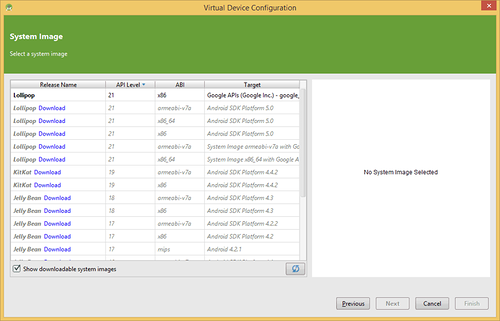 Virtual Device Configuration
System Image
Select a system image
Release Name API Level ABI Target
Lollipop 21 x86 Google APIs (Google Inc.) - google_
Lollipop Download 21 armeabi-v7a Android SDK Platform 5.0
Lollipop Download 21 x86_64 Android SDK Platform 5.0
Lollipop Download 21 x86 Android SDK Platform 5.0
Lollipop Download 21 armeabi-v7a System Image armeabi-v7a with Go
Lollipop Download 21 x86_64 System Image x86_64 with Google A
KitKat Download 19 armeabi-v7a Android SDK Platform 4.4.2
KitKat Download 19 x86 Android SDK Platform 4.4.2
Jelly Bean Download 18 armeabi-v7a Android SDK Platform 4.3
Jelly Bean Download 18 x86 Android SDK Platform 4.3
Jelly Bean Download 17 armeabi-v7a Android SDK Platform 4.2.2
Jelly Bean Download 17 x86 Android SDK Platform 4.2
Jelly Bean Download 17 mips Android 4.2.1
No System Image Selected
Show downloadable system images
Previous Next Cancel Finish